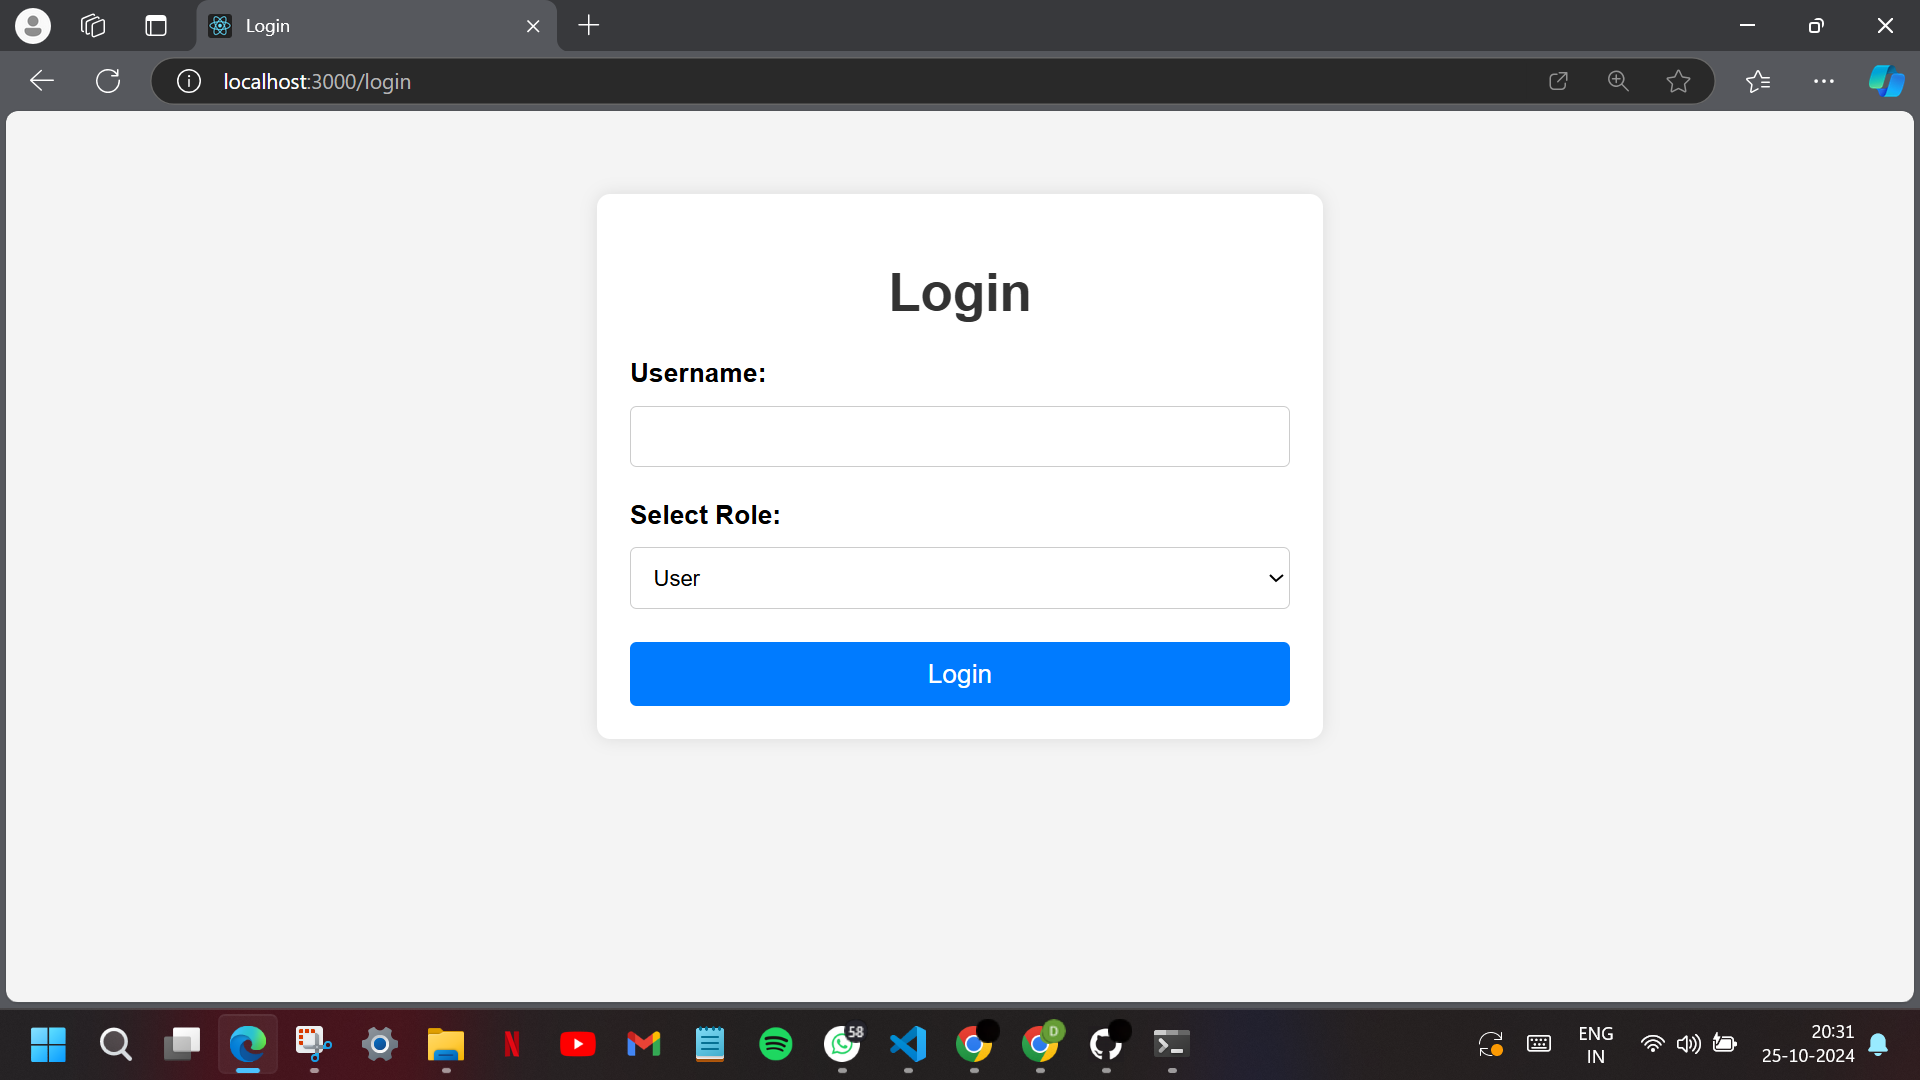 Login
localhost:3000/login
Login
Username:
Select Role:
User
Login
58
D
ENG
IN
20:31
25-10-2024